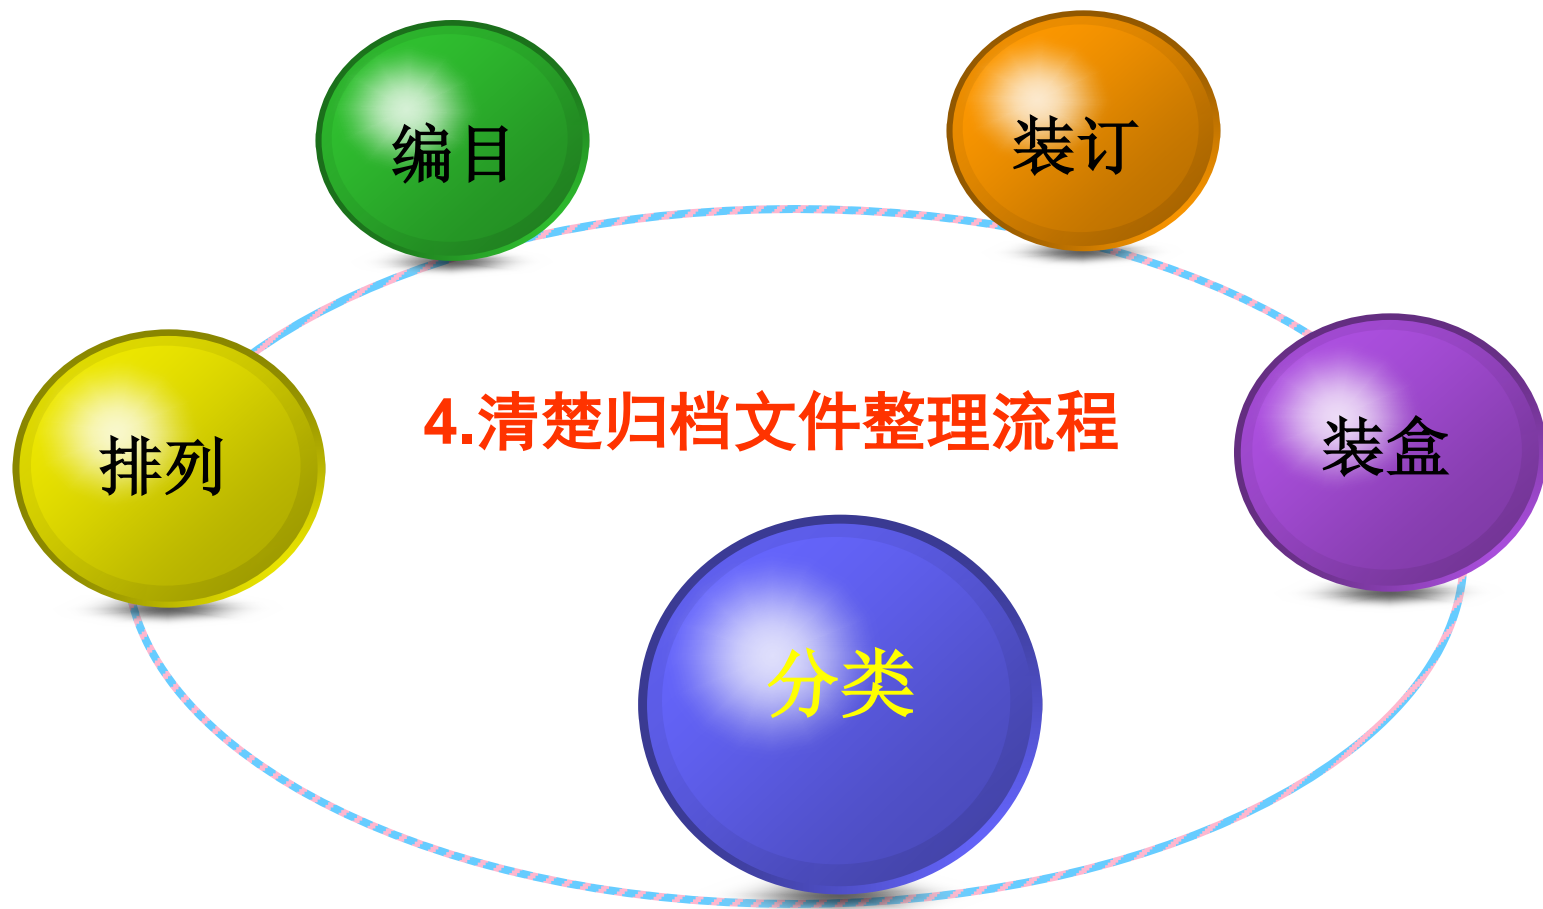 编目
装订
4.清楚归档文件整理流程
排列
装盒
分类